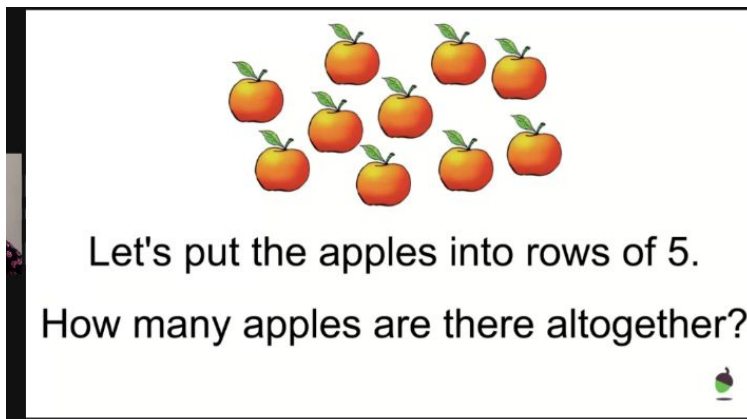 Let's put the apples into rows of 5.
How many apples are there altogether?